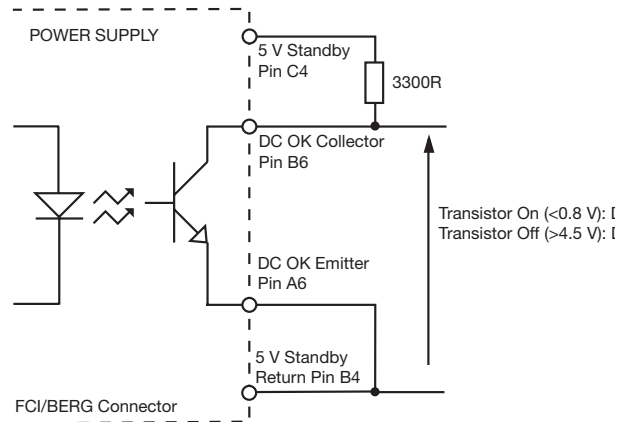 POWER SUPPLY
5 V Standby
Pin C4
3300R
DC OK Collector
Pin B6
Transistor On (<0.8 V):
Transistor Off (>4.5 V):
DC OK Emitter
Pin A6
5 V Standby
Return Pin B4
FCI/BERG Connector